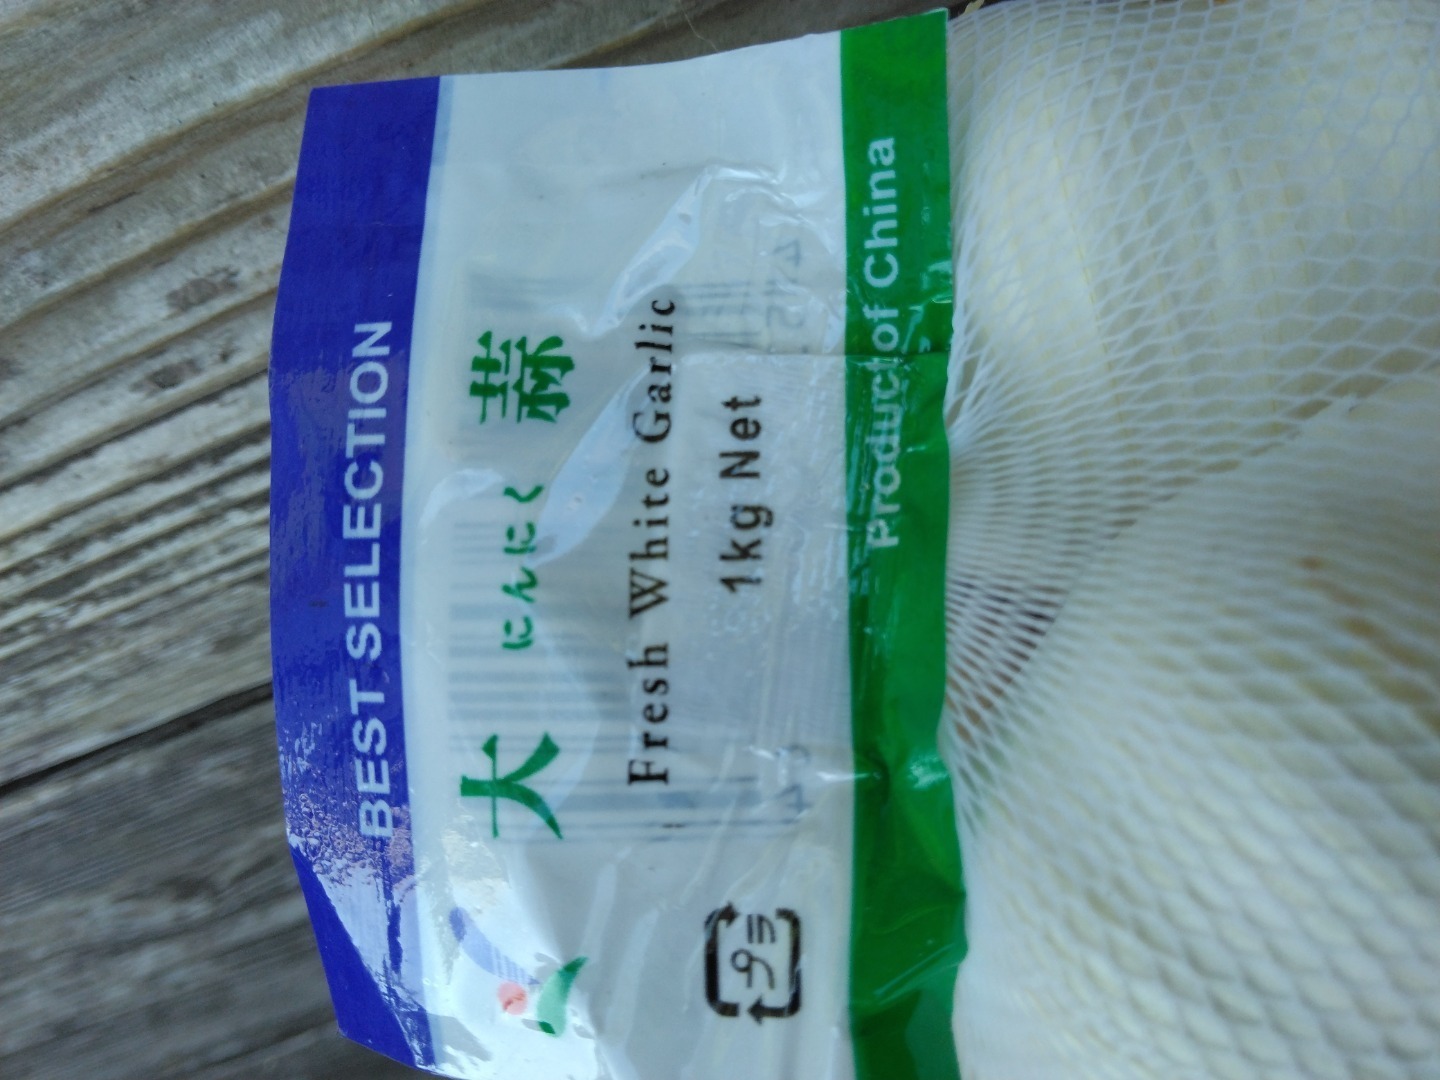 BEST SELECTION
大 にんにく 蒜
Fresh White Garlic
1kg Net
プラ
Product of China